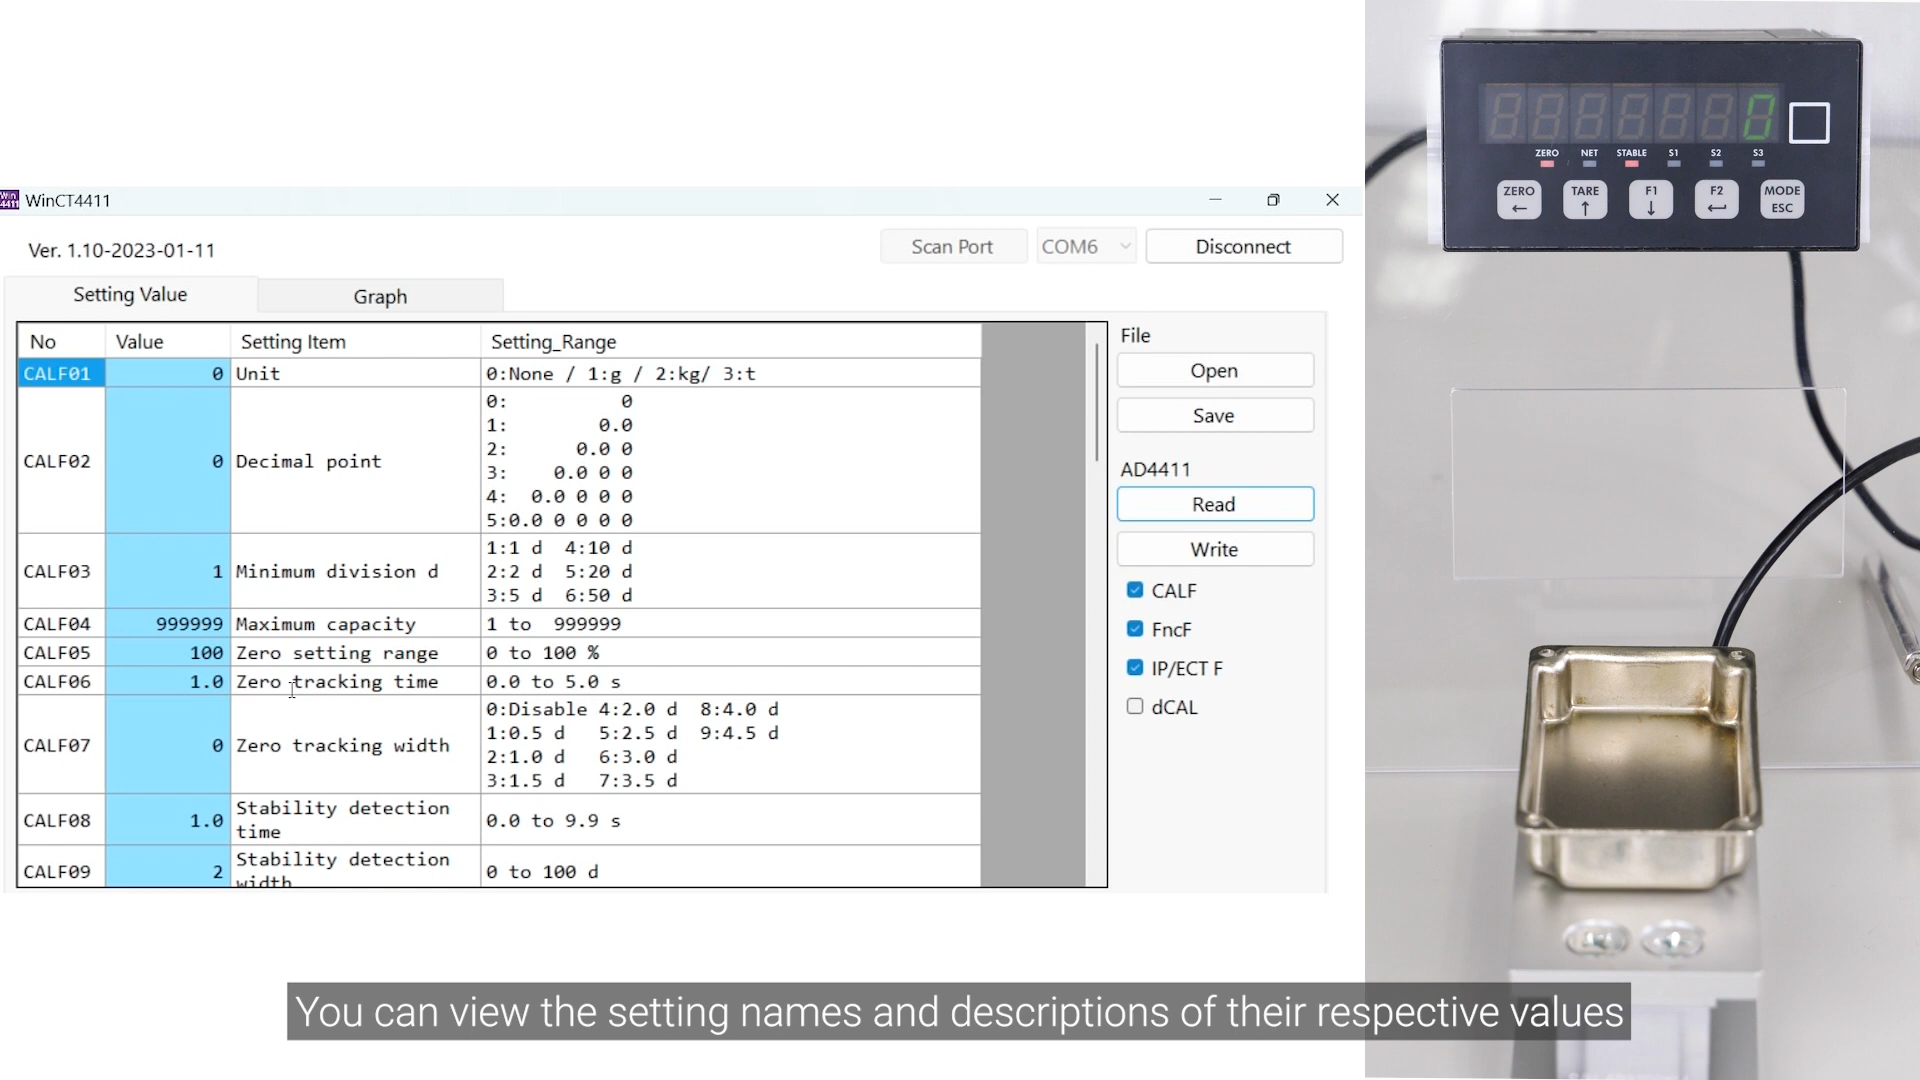 WinCT4411
Ver. 1.10-2023-01-11
Scan Port
COM6
Disconnect
Setting Value
Graph
No Value Setting Item Setting_Range
CALF01 0 Unit 0:None / 1:g / 2:kg/ 3:t
CALF02 0 Decimal point
0: 0
1: 0.0
2: 0.0 0
3: 0.0 0 0
4: 0.0 0 0 0
5:0.0 0 0 0 0
CALF03 1 Minimum division d
1:1 d 4:10 d
2:2 d 5:20 d
3:5 d 6:50 d
CALF04 999999 Maximum capacity 1 to 999999
CALF05 100 Zero setting range 0 to 100 %
CALF06 1.0 Zero tracking time 0.0 to 5.0 s
CALF07 0 Zero tracking width
0:Disable 4:2.0 d 8:4.0 d
1:0.5 d 5:2.5 d 9:4.5 d
2:1.0 d 6:3.0 d
3:1.5 d 7:3.5 d
CALF08 1.0 Stability detection
time
0.0 to 9.9 s
CALF09 2 Stability detection
width
0 to 100 d
File
Open
Save
AD4411
Read
Write
CALF
FncF
IP/ECT F
dCAL
0
ZERO NET STABLE S1 S2 S3
ZERO TARE F1 F2 MODE
← ↑ ↓ ↵ ESC
You can view the setting names and descriptions of their respective values